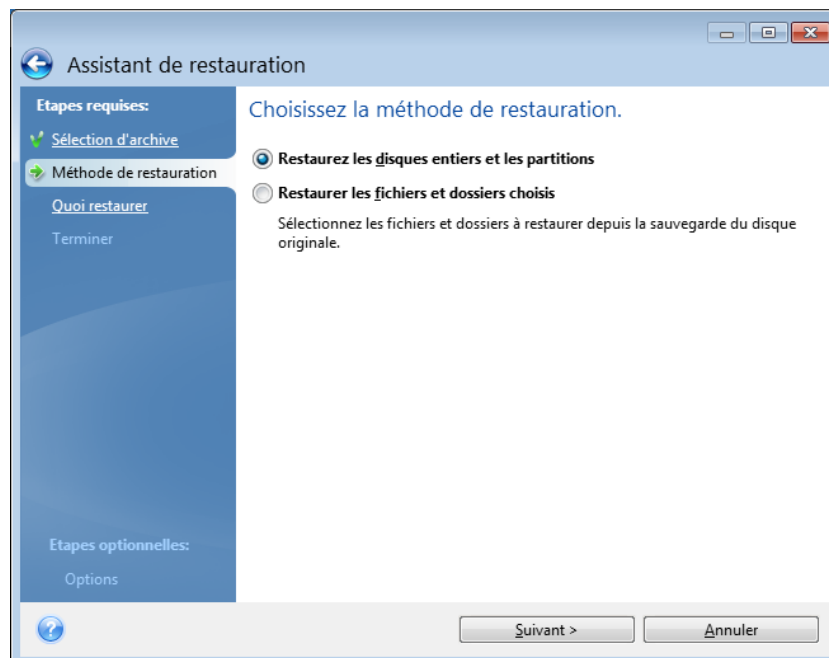 Assistant de restauration
Etapes requises:
Sélection d'archive
Méthode de restauration
Quoi restaurer
Terminer
Etapes optionnelles:
Options
Choisissez la méthode de restauration.
Restaurez les disques entiers et les partitions
Restaurer les fichiers et dossiers choisis
Sélectionnez les fichiers et dossiers à restaurer depuis la sauvegarde du disque
originale.
Suivant >
Annuler